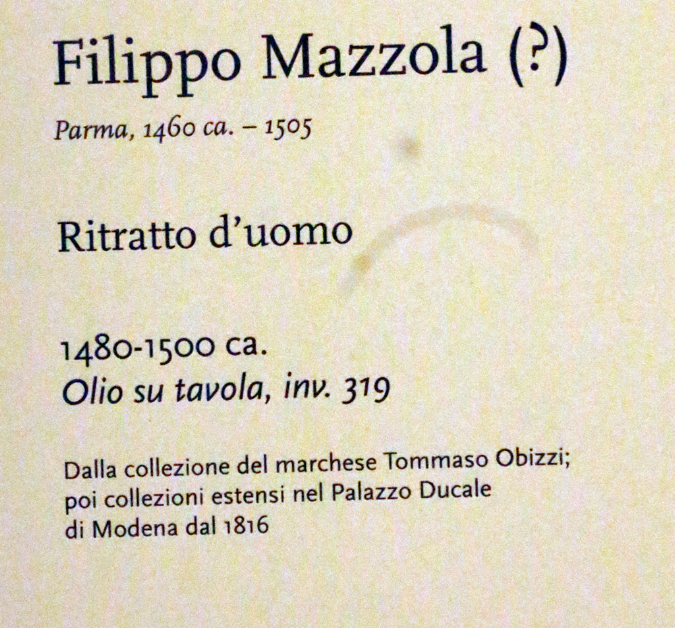 Filippo Mazzola (?)
Parma, 1460 ca. – 1505
Ritratto d'uomo
1480-1500 ca.
Olio su tavola, inv. 319
Dalla collezione del marchese Tommaso Obizzi;
poi collezioni estensi nel Palazzo Ducale
di Modena dal 1816